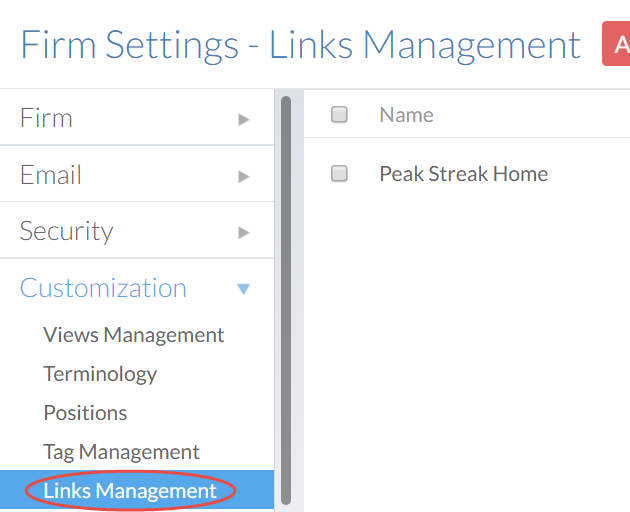 Firm Settings - Links Management
A
Firm
Name
Email
Peak Streak Home
Security
Customization
Views Management
Terminology
Positions
Tag Management
Links Management